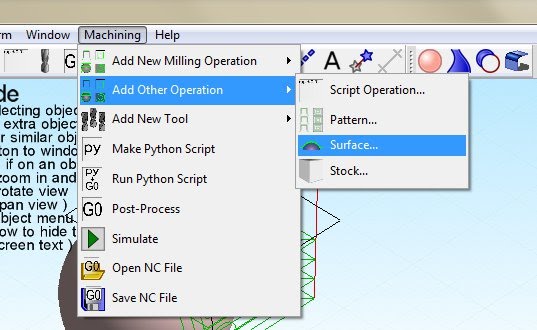 rm Window Machining Help
Add New Milling Operation
Add Other Operation
Add New Tool
Make Python Script
Run Python Script
Post-Process
Simulate
Open NC File
Save NC File
Script Operation...
Pattern...
Surface...
Stock...
PY
PY
G0
G0
G0
G0
A
de
lecting objec
extra objec
r similar obj
ton to windo
if on an ob
zoom in and
rotate view
pan view )
bject menu
ow to hide t
creen text )